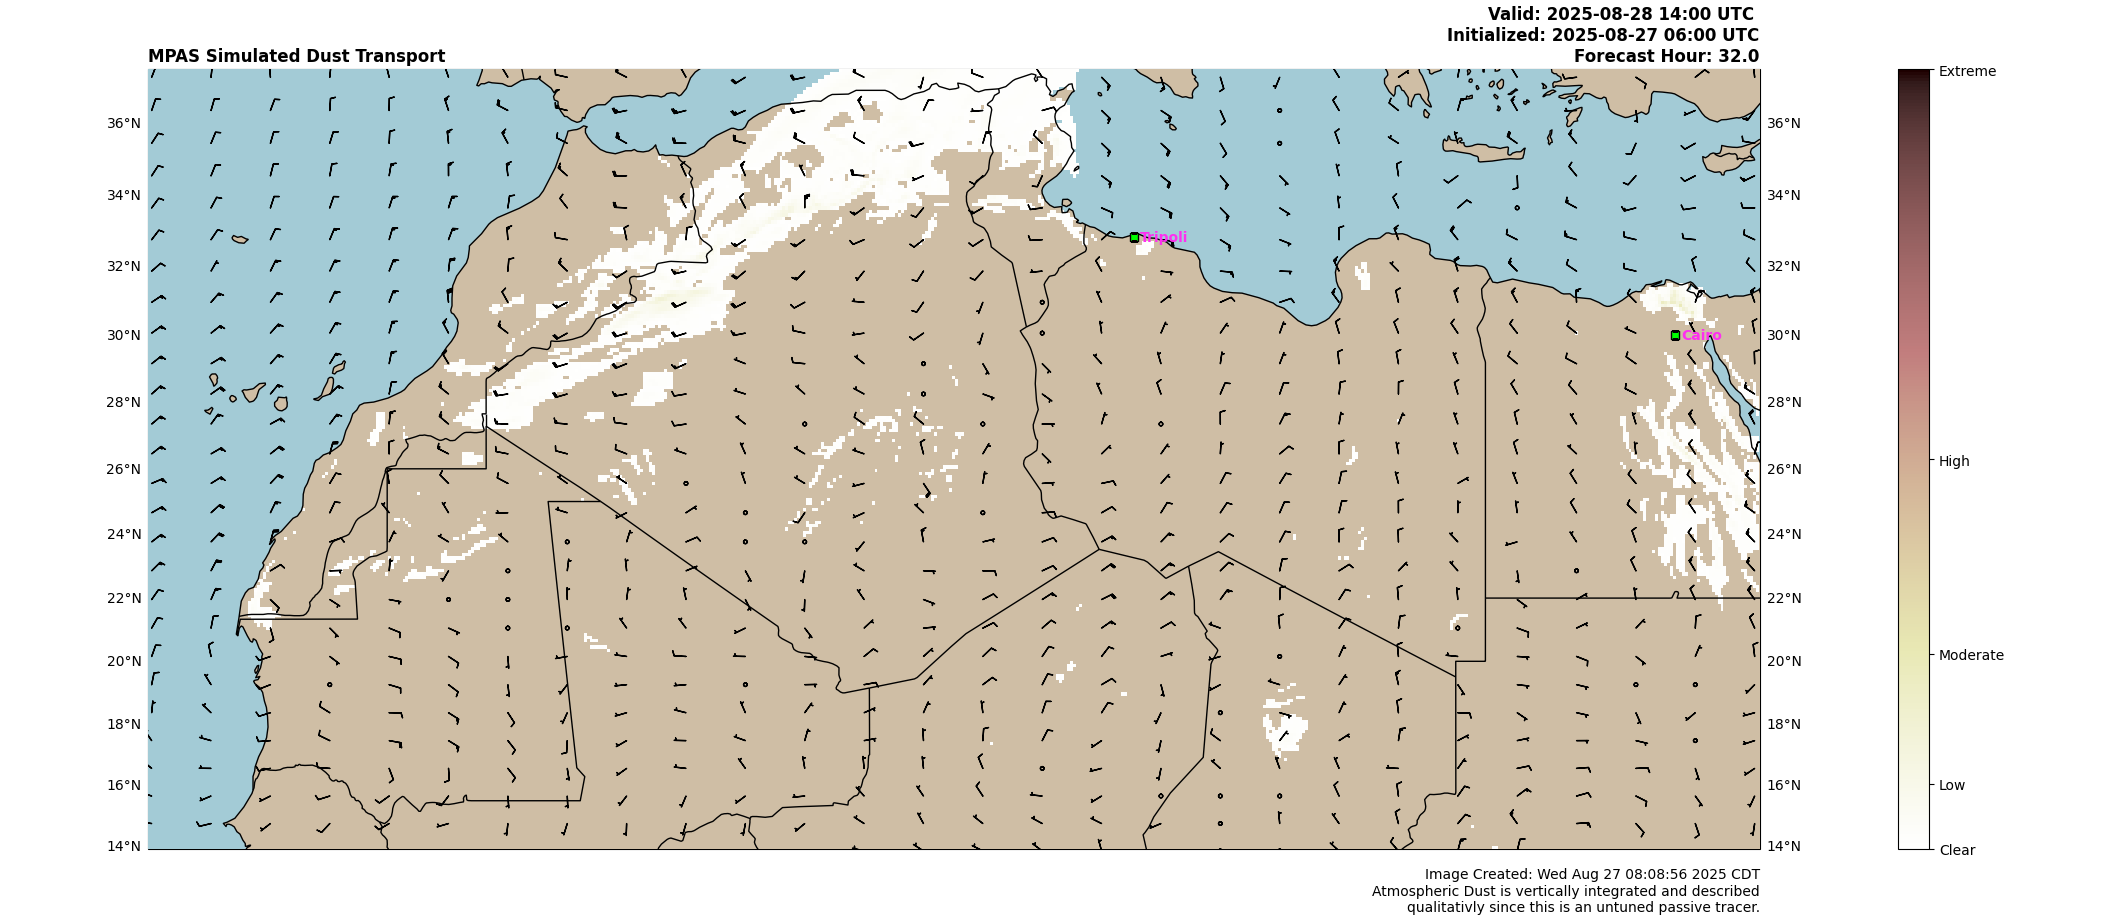 Valid: 2025-08-28 14:00 UTC
Initialized: 2025-08-27 06:00 UTC
MPAS Simulated Dust Transport
Forecast Hour: 32.0
Extreme
36°N
36°N
34°N
34°N
Tripoli
32°N
32°N
30°N
Cairo
30°N
28°N
28°N
26°N
26°N
High
24°N
24°N
22°N
22°N
20°N
20°N
Moderate
18°N
18°N
16°N
16°N
Low
14°N
14°N
Clear
Image Created: Wed Aug 27 08:08:56 2025 CDT
Atmospheric Dust is vertically integrated and described
qualitativly since this is an untuned passive tracer.